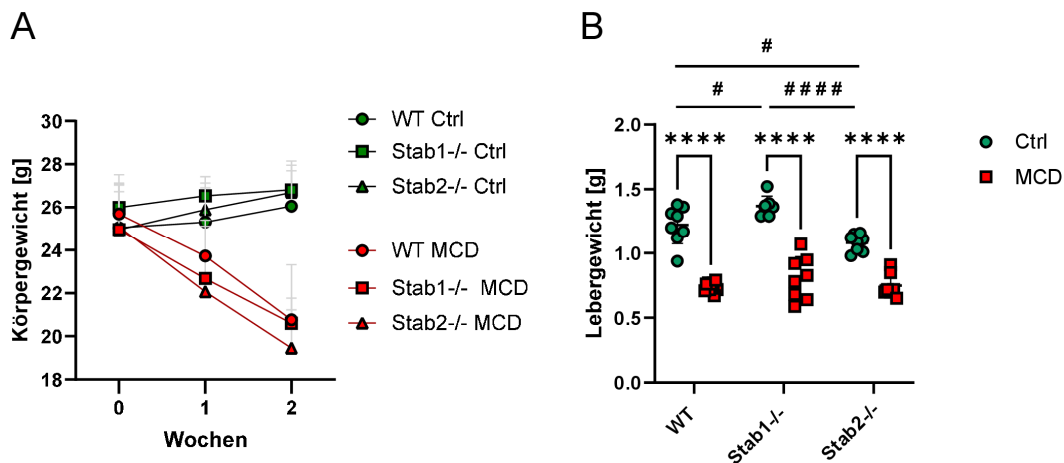 A
Körpergewicht [g]
30
28
26
24
22
20
18
0
1
2
Wochen
WT Ctrl
Stab1-/- Ctrl
Stab2-/- Ctrl
WT MCD
Stab1-/- MCD
Stab2-/- MCD
B
#
#
####
****
****
****
Lebergewicht [g]
2.0
1.5
1.0
0.5
0.0
WT
Stab1-/-
Stab2-/-
Ctrl
MCD